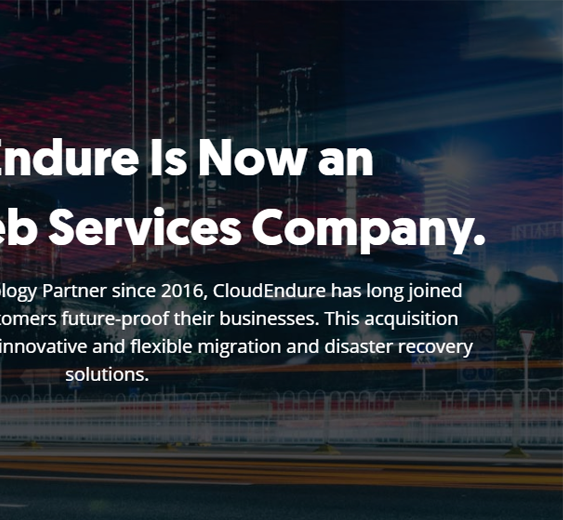 Endure Is Now an
eb Services Company.
logy Partner since 2016, CloudEndure has long joined
tomers future-proof their businesses. This acquisition
innovative and flexible migration and disaster recovery
solutions.